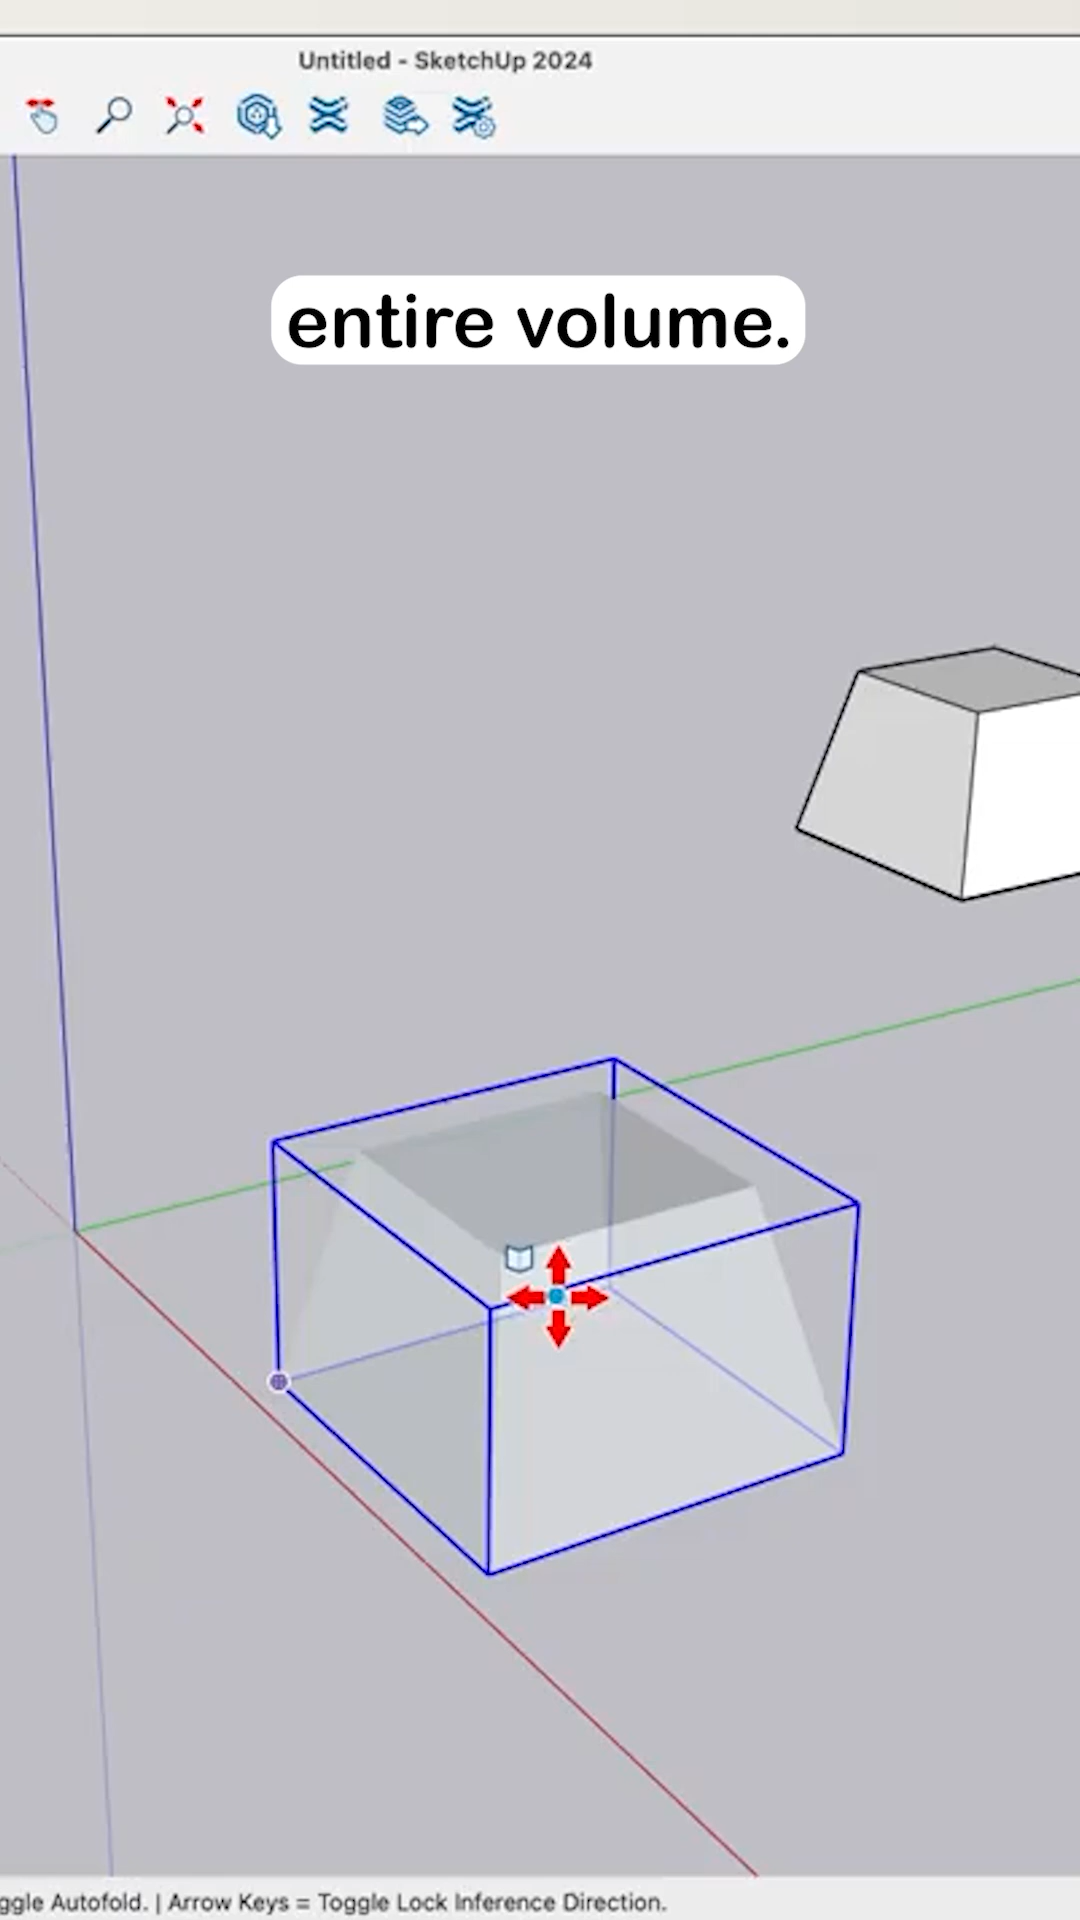 Untitled - SketchUp 2024
entire volume.
ggle Autofold. | Arrow Keys = Toggle Lock Inference Direction.